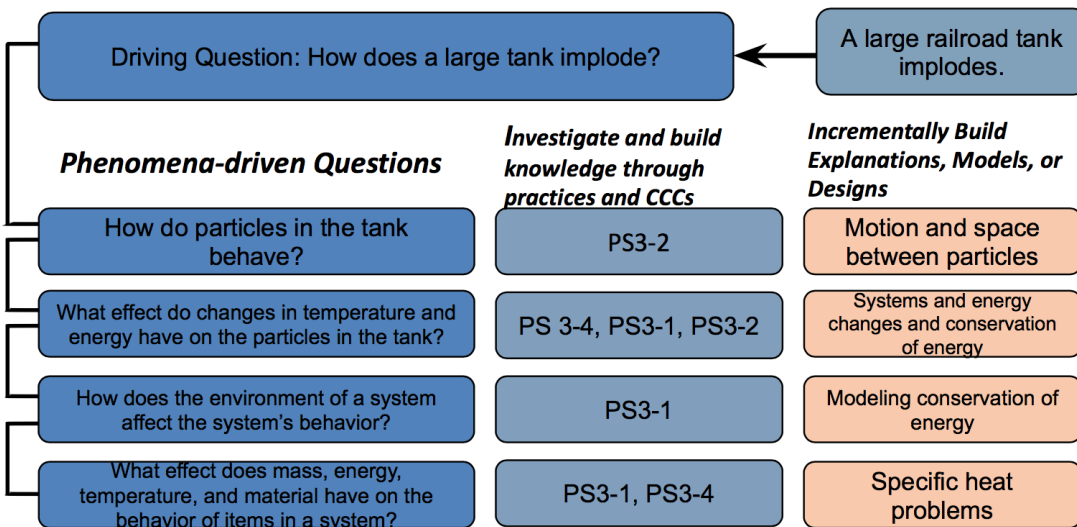 Driving Question: How does a large tank implode?
A large railroad tank
implodes.
Phenomena-driven Questions
Investigate and build
knowledge through
practices and CCCs
Incrementally Build
Explanations, Models, or
Designs
How do particles in the tank
behave?
PS3-2
Motion and space
between particles
What effect do changes in temperature and
energy have on the particles in the tank?
PS 3-4, PS3-1, PS3-2
Systems and energy
changes and conservation
of energy
How does the environment of a system
affect the system’s behavior?
PS3-1
Modeling conservation of
energy
What effect does mass, energy,
temperature, and material have on the
behavior of items in a system?
PS3-1, PS3-4
Specific heat
problems